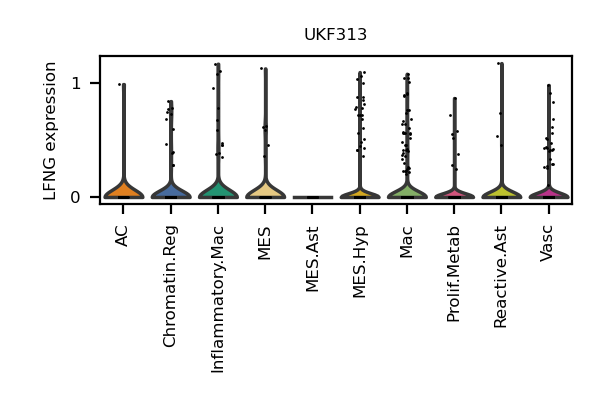 UKF313
LFNG expression
1
0
AC
Chromatin.Reg
Inflammatory.Mac
MES
MES.Ast
MES.Hyp
Mac
Prolif.Metab
Reactive.Ast
Vasc